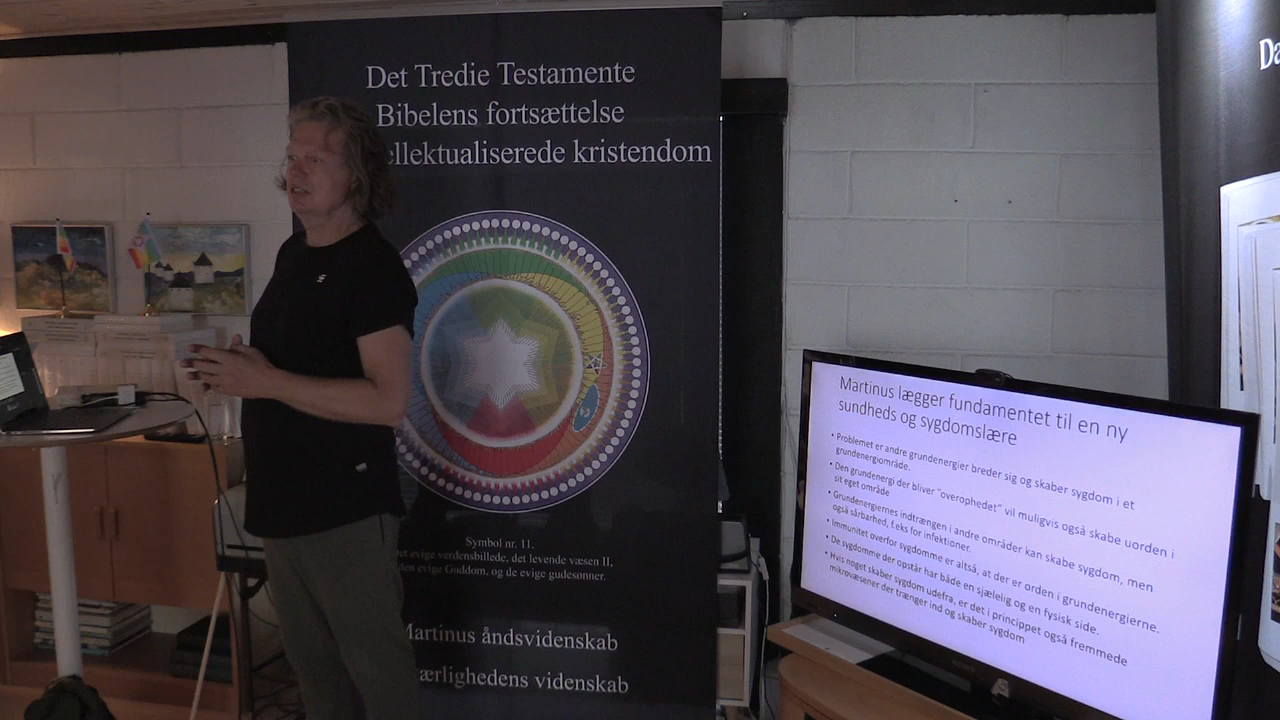 Det Tredie Testamente
Bibelens fortsættelse
ellektualiserede kristendom
Symbol nr. 11.
et evige verdensbillede, det levende væsen II,
den evige Guddom, og de evige gudesønner.
Martinus åndsvidenskab
ærlighedens videnskab
Da
Martinus lægger fundamentet til en ny
sundheds og sygdomslære
• Problemet er andre grundenergier breder sig og skaber sygdom i et
grundenergiområde.
• Den grundenergi der bliver "overophedet" vil muligvis også skabe uorden i
sit eget område
• Grundenergiernes indtrængen i andre områder kan skabe sygdom, men
også sårbarhed, f.eks for infektioner.
• Immunitet overfor sygdomme er altså, at der er orden i grundenergierne.
• De sygdomme der opstår har både en sjælelig og en fysisk side.
• Hvis noget skaber sygdom udefra, er det i princippet også fremmede
mikrovæsener der trænger ind og skaber sygdom